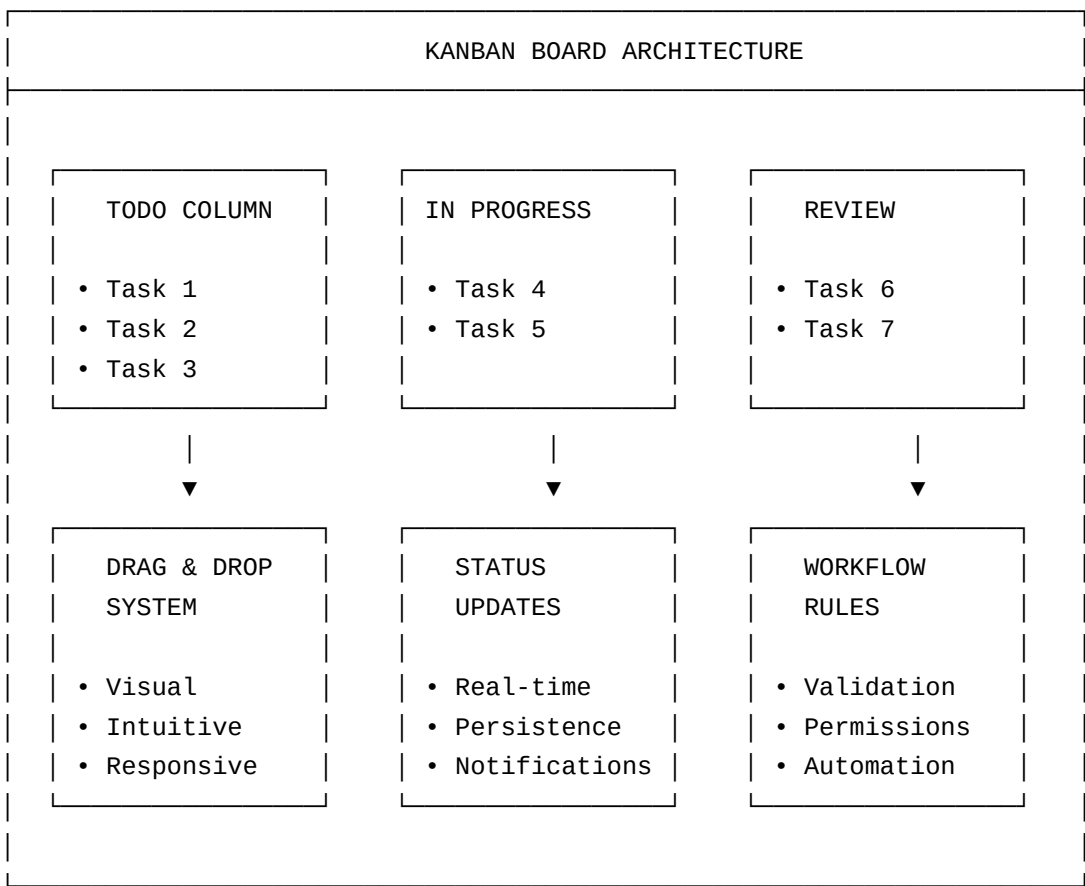 KANBAN BOARD ARCHITECTURE
TODO COLUMN
• Task 1
• Task 2
• Task 3
IN PROGRESS
• Task 4
• Task 5
REVIEW
• Task 6
• Task 7
DRAG & DROP
SYSTEM
• Visual
• Intuitive
• Responsive
STATUS
UPDATES
• Real-time
• Persistence
• Notifications
WORKFLOW
RULES
• Validation
• Permissions
• Automation